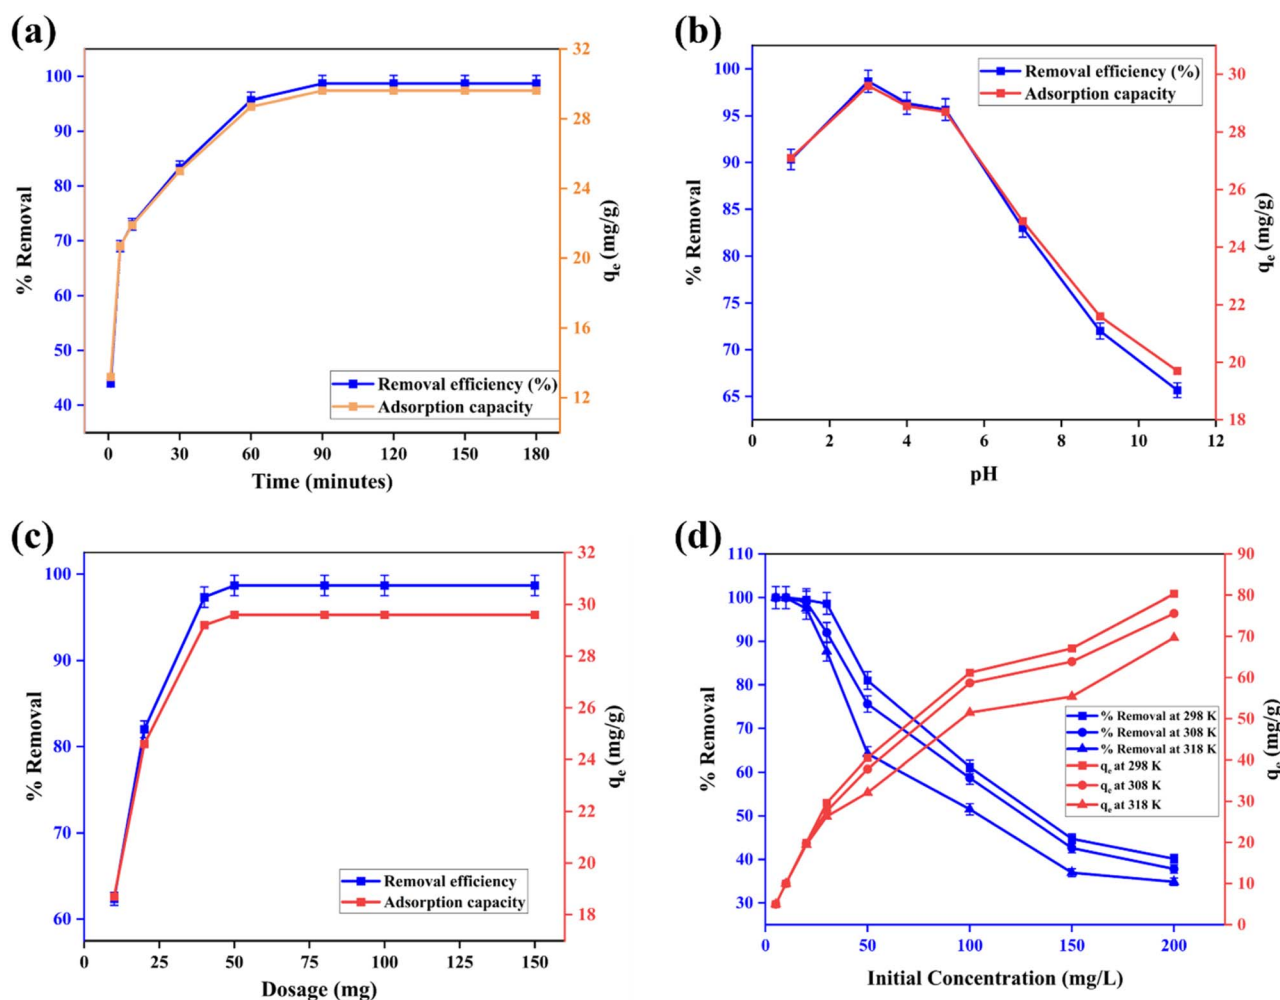 (a)
100
90
80
70
60
50
40
% Removal
32
28
24
20
16
12
qe (mg/g)
Removal efficiency (%)
Adsorption capacity
0 30 60 90 120 150 180
Time (minutes)
(b)
100
95
90
85
80
75
70
65
% Removal
30
28
26
24
22
20
18
qe (mg/g)
Removal efficiency (%)
Adsorption capacity
0 2 4 6 8 10 12
pH
(c)
100
90
80
70
60
% Removal
32
30
28
26
24
22
20
18
qe (mg/g)
Removal efficiency
Adsorption capacity
0 25 50 75 100 125 150
Dosage (mg)
(d)
110
100
90
80
70
60
50
40
30
% Removal
90
80
70
60
50
40
30
20
10
0
qe (mg/g)
% Removal at 298 K
% Removal at 308 K
% Removal at 318 K
qe at 298 K
qe at 308 K
qe at 318 K
0 50 100 150 200
Initial Concentration (mg/L)